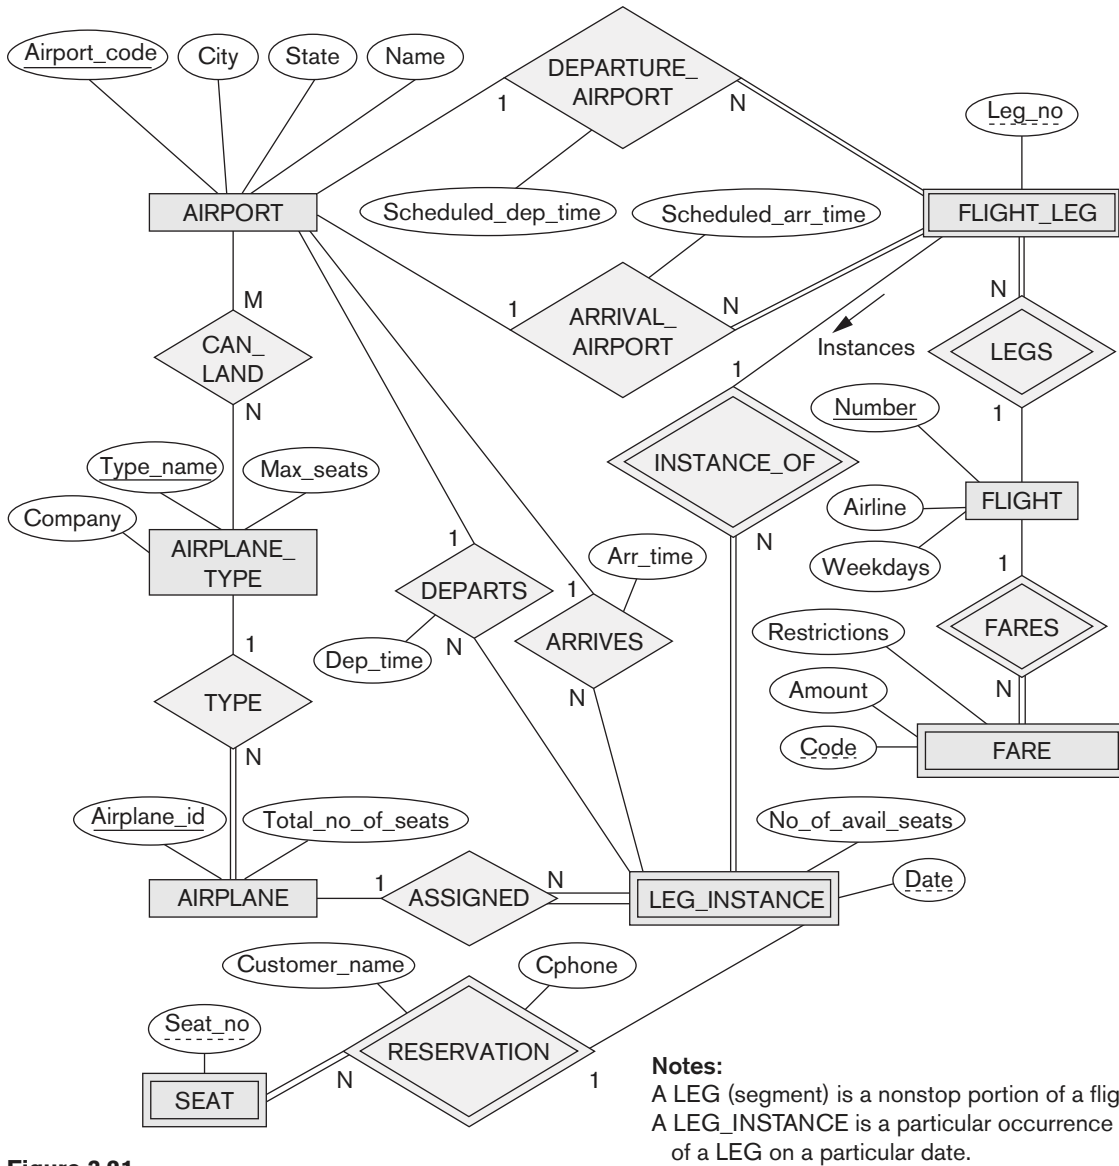 Airport_code
City
State
Name
DEPARTURE_
AIRPORT
1
N
Leg_no
AIRPORT
Scheduled_dep_time
Scheduled_arr_time
FLIGHT_LEG
M
1
ARRIVAL_
AIRPORT
N
N
Instances
CAN_
LAND
LEGS
1
N
1
Number
Type_name
Max_seats
INSTANCE_OF
Company
FLIGHT
Airline
AIRPLANE_
TYPE
1
Arr_time
N
Weekdays
1
DEPARTS
1
1
N
ARRIVES
Restrictions
FARES
Dep_time
TYPE
N
Amount
N
N
Code
FARE
Airplane_id
Total_no_of_seats
No_of_avail_seats
AIRPLANE
1
ASSIGNED
N
LEG_INSTANCE
Date
Customer_name
Cphone
Seat_no
RESERVATION
N
1
SEAT
Notes:
A LEG (segment) is a nonstop portion of a flig
A LEG_INSTANCE is a particular occurrence
of a LEG on a particular date.